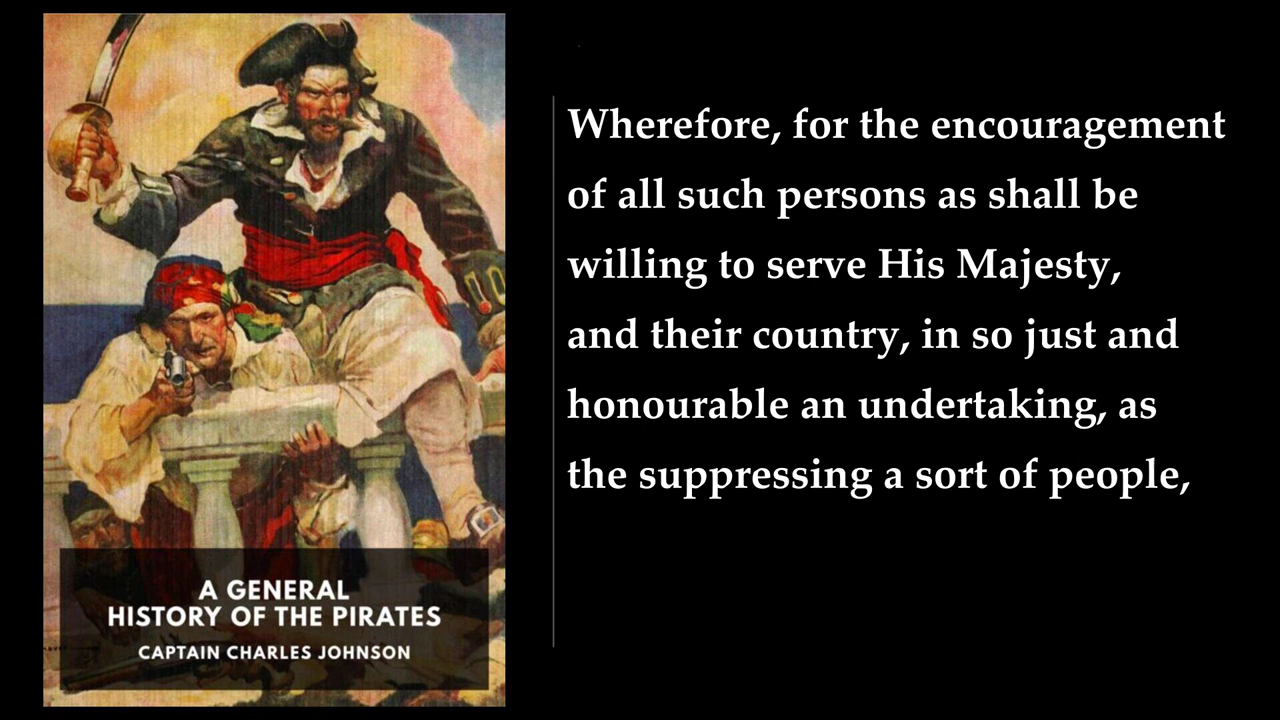 A GENERAL
HISTORY OF THE PIRATES
CAPTAIN CHARLES JOHNSON
Wherefore, for the encouragement
of all such persons as shall be
willing to serve His Majesty,
and their country, in so just and
honourable an undertaking, as
the suppressing a sort of people,